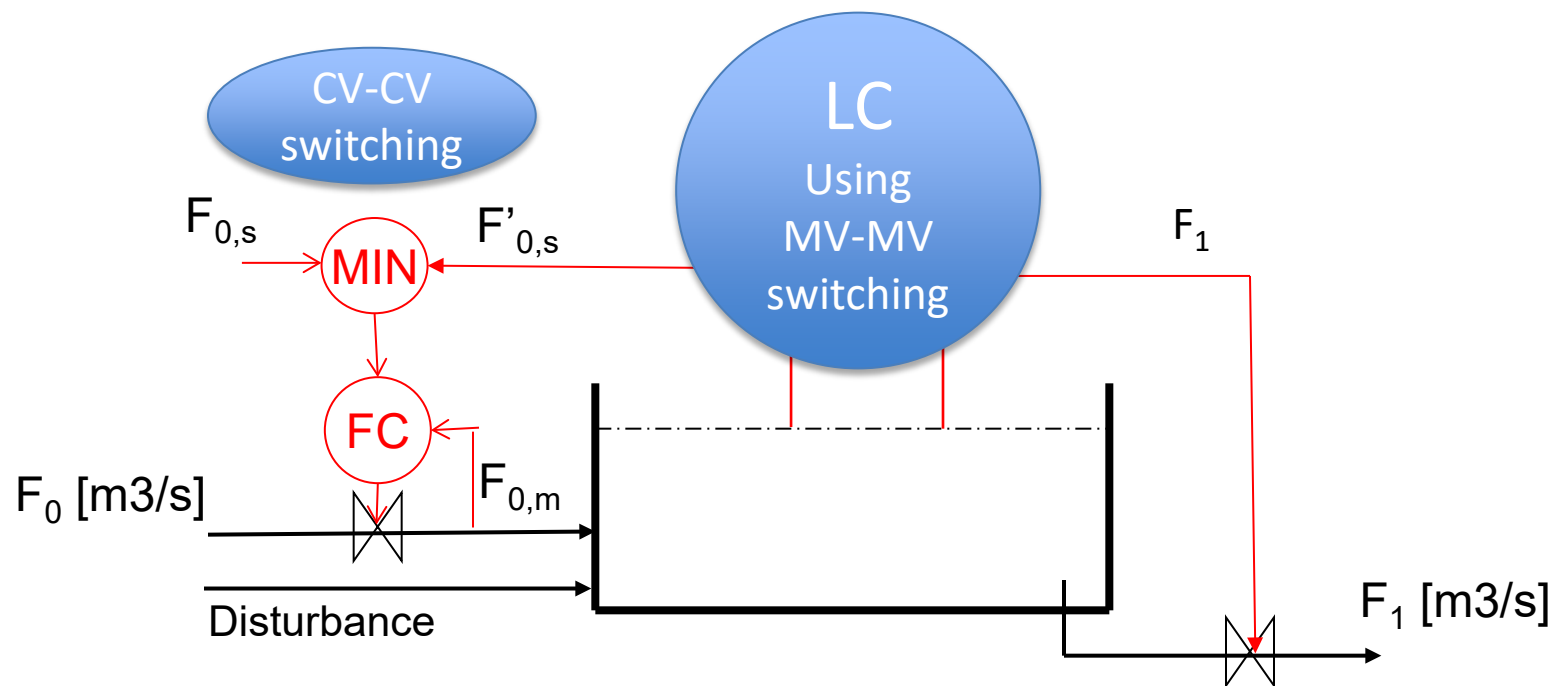 CV-CV
switching
LC
Using
MV-MV
switching
F0,s
MIN
F’0,s
F1
FC
F0,m
F0 [m3/s]
Disturbance
F1 [m3/s]